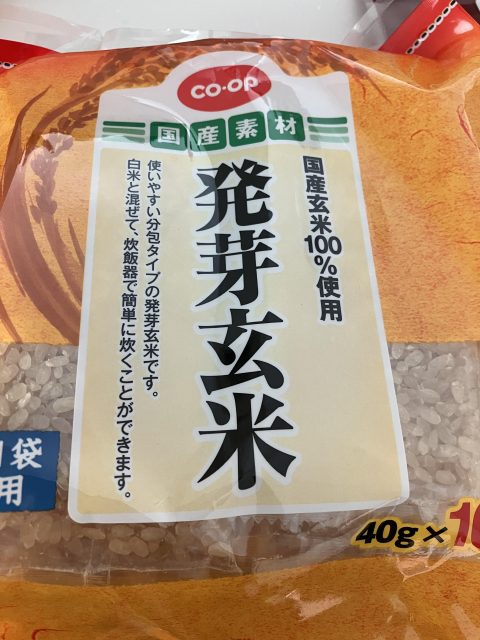 CO·OP
国産素材
国産玄米100%使用
発芽玄米
使いやすい分包タイプの発芽玄米です。
白米と混ぜて、炊飯器で簡単に炊くことができます。
袋
用
40g×1